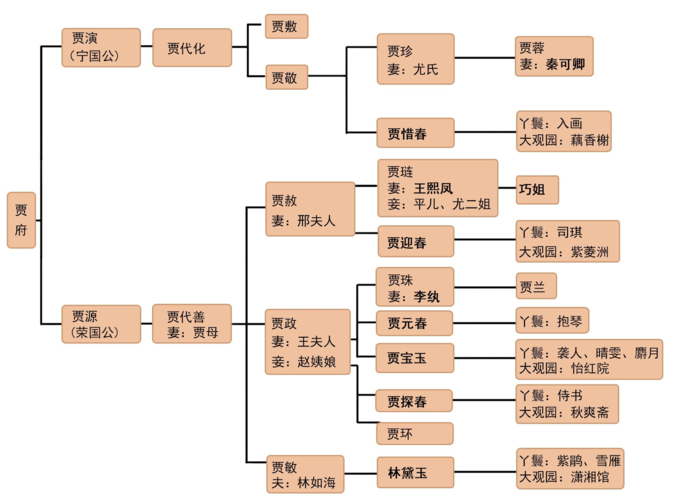 贾
府
贾演
（宁国公）
贾代化
贾敷
贾敬
贾珍
妻：尤氏
贾蓉
妻：秦可卿
贾惜春
丫鬟：入画
大观园：藕香榭
贾源
（荣国公）
贾代善
妻：贾母
贾赦
妻：邢夫人
贾琏
妻：王熙凤
妾：平儿、尤二姐
巧姐
贾迎春
丫鬟：司琪
大观园：紫菱洲
贾政
妻：王夫人
妾：赵姨娘
贾珠
妻：李纨
贾兰
贾元春
丫鬟：抱琴
贾宝玉
丫鬟：袭人、晴雯、麝月
大观园：怡红院
贾探春
丫鬟：侍书
大观园：秋爽斋
贾环
贾敏
夫：林如海
林黛玉
丫鬟：紫鹃、雪雁
大观园：潇湘馆